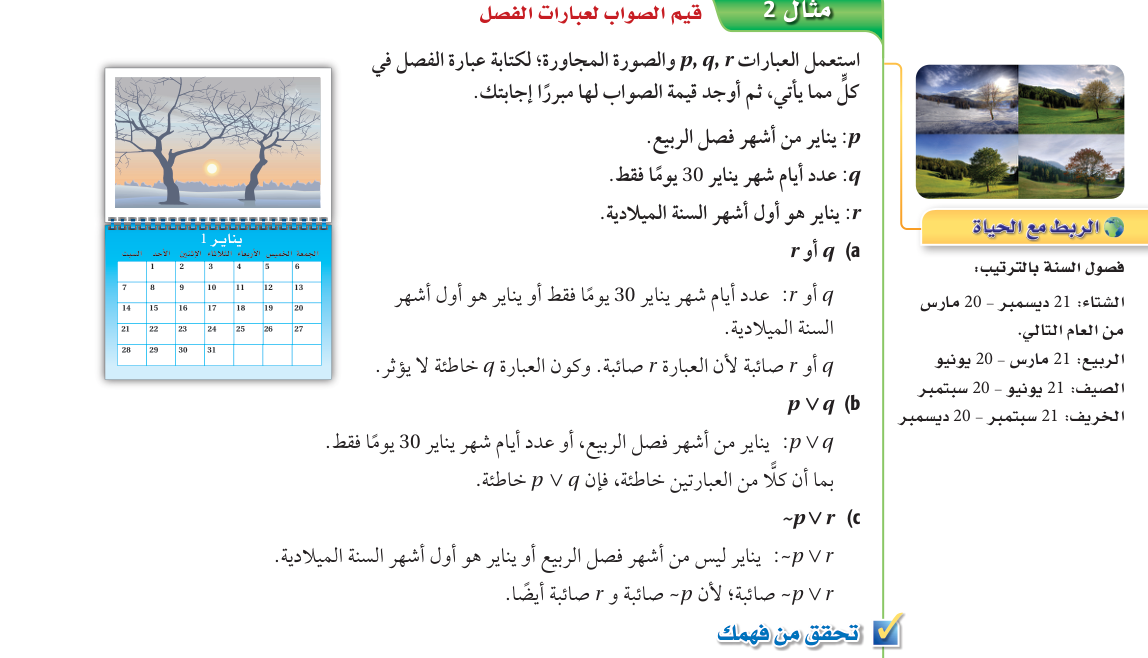 مثال 2
قيم الصواب لعبارات الفصل
استعمل العبارات p, q, r والصورة المجاورة؛ لكتابة عبارة الفصل في
كلٍّ مما يأتي، ثم أوجد قيمة الصواب لها مبررًا إجابتك.
p: يناير من أشهر فصل الربيع.
q: عدد أيام شهر يناير 30 يومًا فقط.
r: يناير هو أول أشهر السنة الميلادية.
a) q أو r
q أو r: عدد أيام شهر يناير 30 يومًا فقط أو يناير هو أول أشهر
السنة الميلادية.
q أو r صائبة لأن العبارة r صائبة. وكون العبارة q خاطئة لا يؤثر.
b) p ∨ q
p ∨ q: يناير من أشهر فصل الربيع، أو عدد أيام شهر يناير 30 يومًا فقط.
بما أن كلًّا من العبارتين خاطئة، فإن p ∨ q خاطئة.
c) ~p ∨ r
~p ∨ r: يناير ليس من أشهر فصل الربيع أو يناير هو أول أشهر السنة الميلادية.
~p ∨ r صائبة؛ لأن ~p صائبة و r صائبة أيضًا.
تحقق من فهمك
الربط مع الحياة
فصول السنة بالترتيب:
الشتاء: 21 ديسمبر – 20 مارس
من العام التالي.
الربيع: 21 مارس – 20 يونيو
الصيف: 21 يونيو – 20 سبتمبر
الخريف: 21 سبتمبر – 20 ديسمبر
يناير 1
السبت الأحد الاثنين الثلاثاء الأربعاء الخميس الجمعة
1 2 3 4 5 6
7 8 9 10 11 12 13
14 15 16 17 18 19 20
21 22 23 24 25 26 27
28 29 30 31